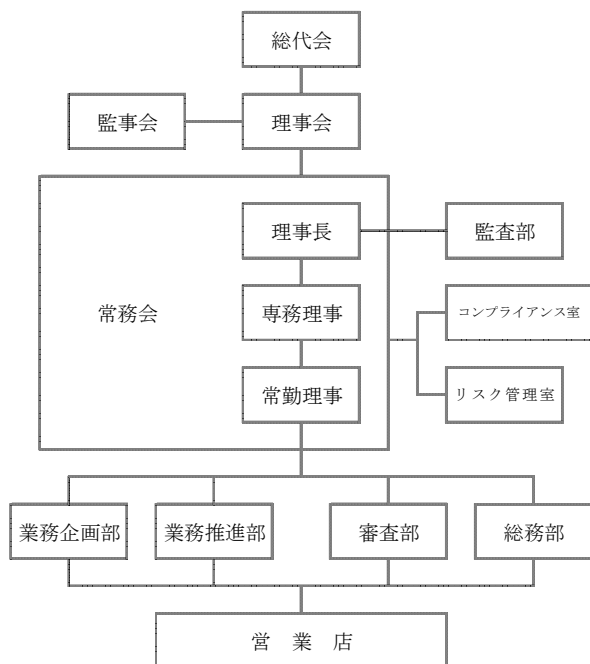 総代会
監事会
理事会
理事長
監査部
常務会
専務理事
コンプライアンス室
常勤理事
リスク管理室
業務企画部
業務推進部
審査部
総務部
営業店